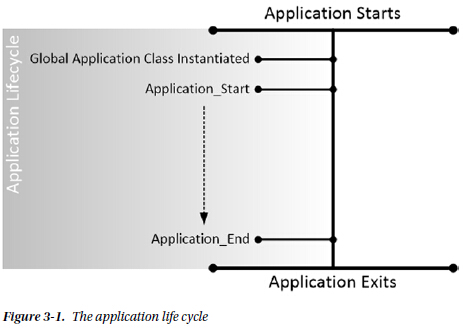 Application Starts
Application Lifecycle
Global Application Class Instantiated
Application_Start
Application_End
Application Exits
Figure 3-1. The application life cycle